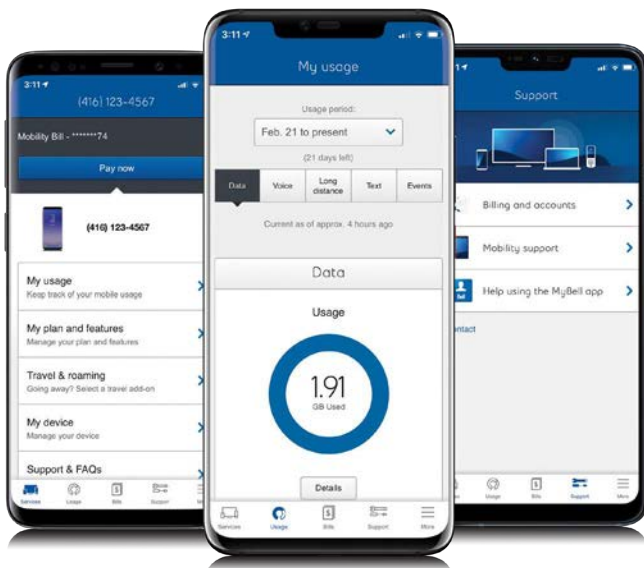 3:11
(416) 123-4567
Mobility Bill - *******74
Pay now
(416) 123-4567
My usage
Keep track of your mobile usage
My plan and features
Manage your plan and features
Travel & roaming
Going away? Select a travel add-on
My device
Manage your device
Support & FAQs
Services
Usage
Bills
Support
3:11
My usage
Usage period:
Feb. 21 to present
(21 days left)
Data
Voice
Long
distance
Text
Events
Current as of approx. 4 hours ago
Data
Usage
1.91
GB Used
Details
Services
Usage
Bills
Support
More
Support
Billing and accounts
Mobility support
Bell
Help using the MyBell app
Usage
Bills
Support
More